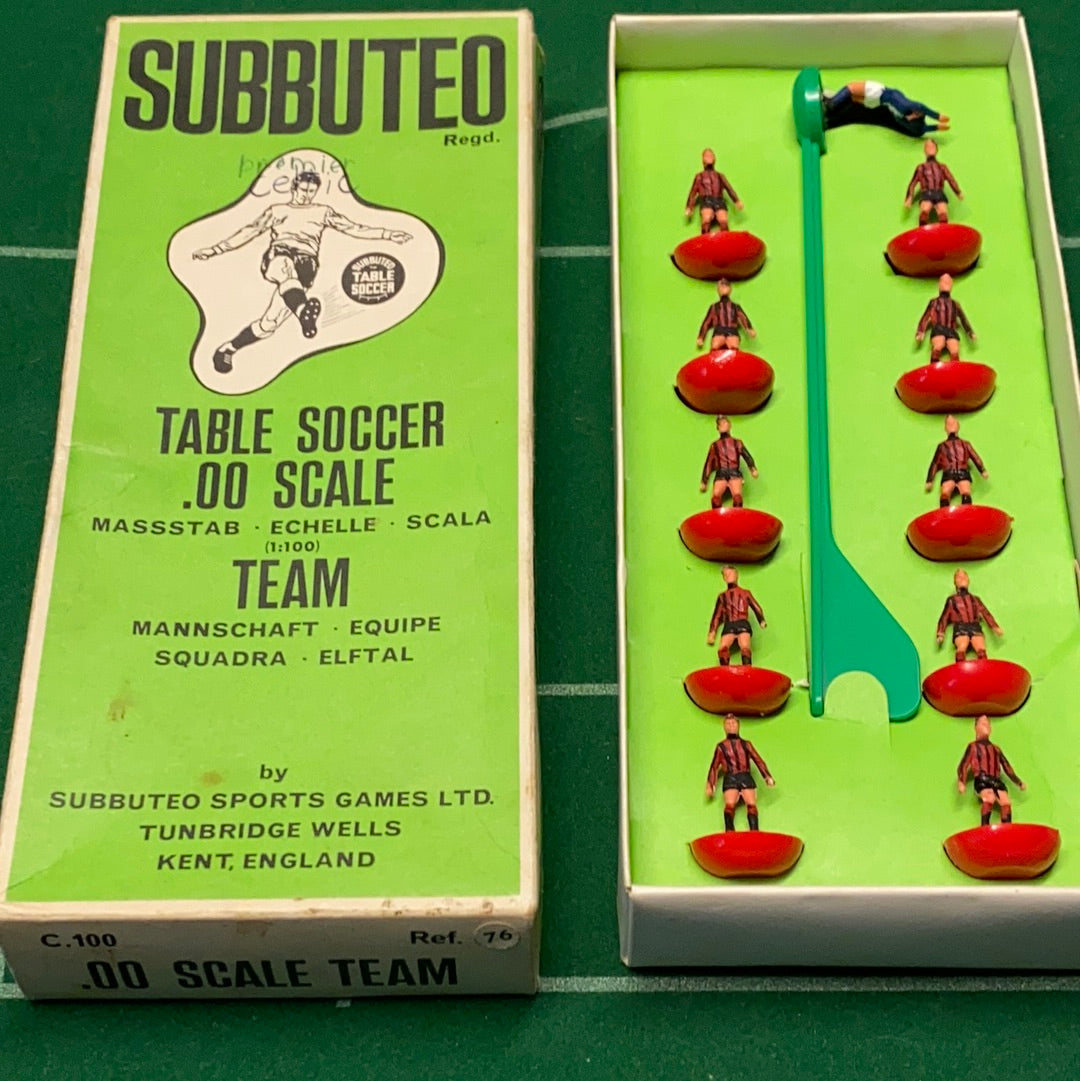 SUBBUTEO
Regd.
premier
Celtic
SUBBUTEO
TABLE
SOCCER
TABLE SOCCER
.00 SCALE
MASSSTAB · ECHELLE · SCALA
(1:100)
TEAM
MANNSCHAFT · EQUIPE
SQUADRA · ELFTAL
by
SUBBUTEO SPORTS GAMES LTD.
TUNBRIDGE WELLS
KENT, ENGLAND
C.100 Ref. 76
.00 SCALE TEAM